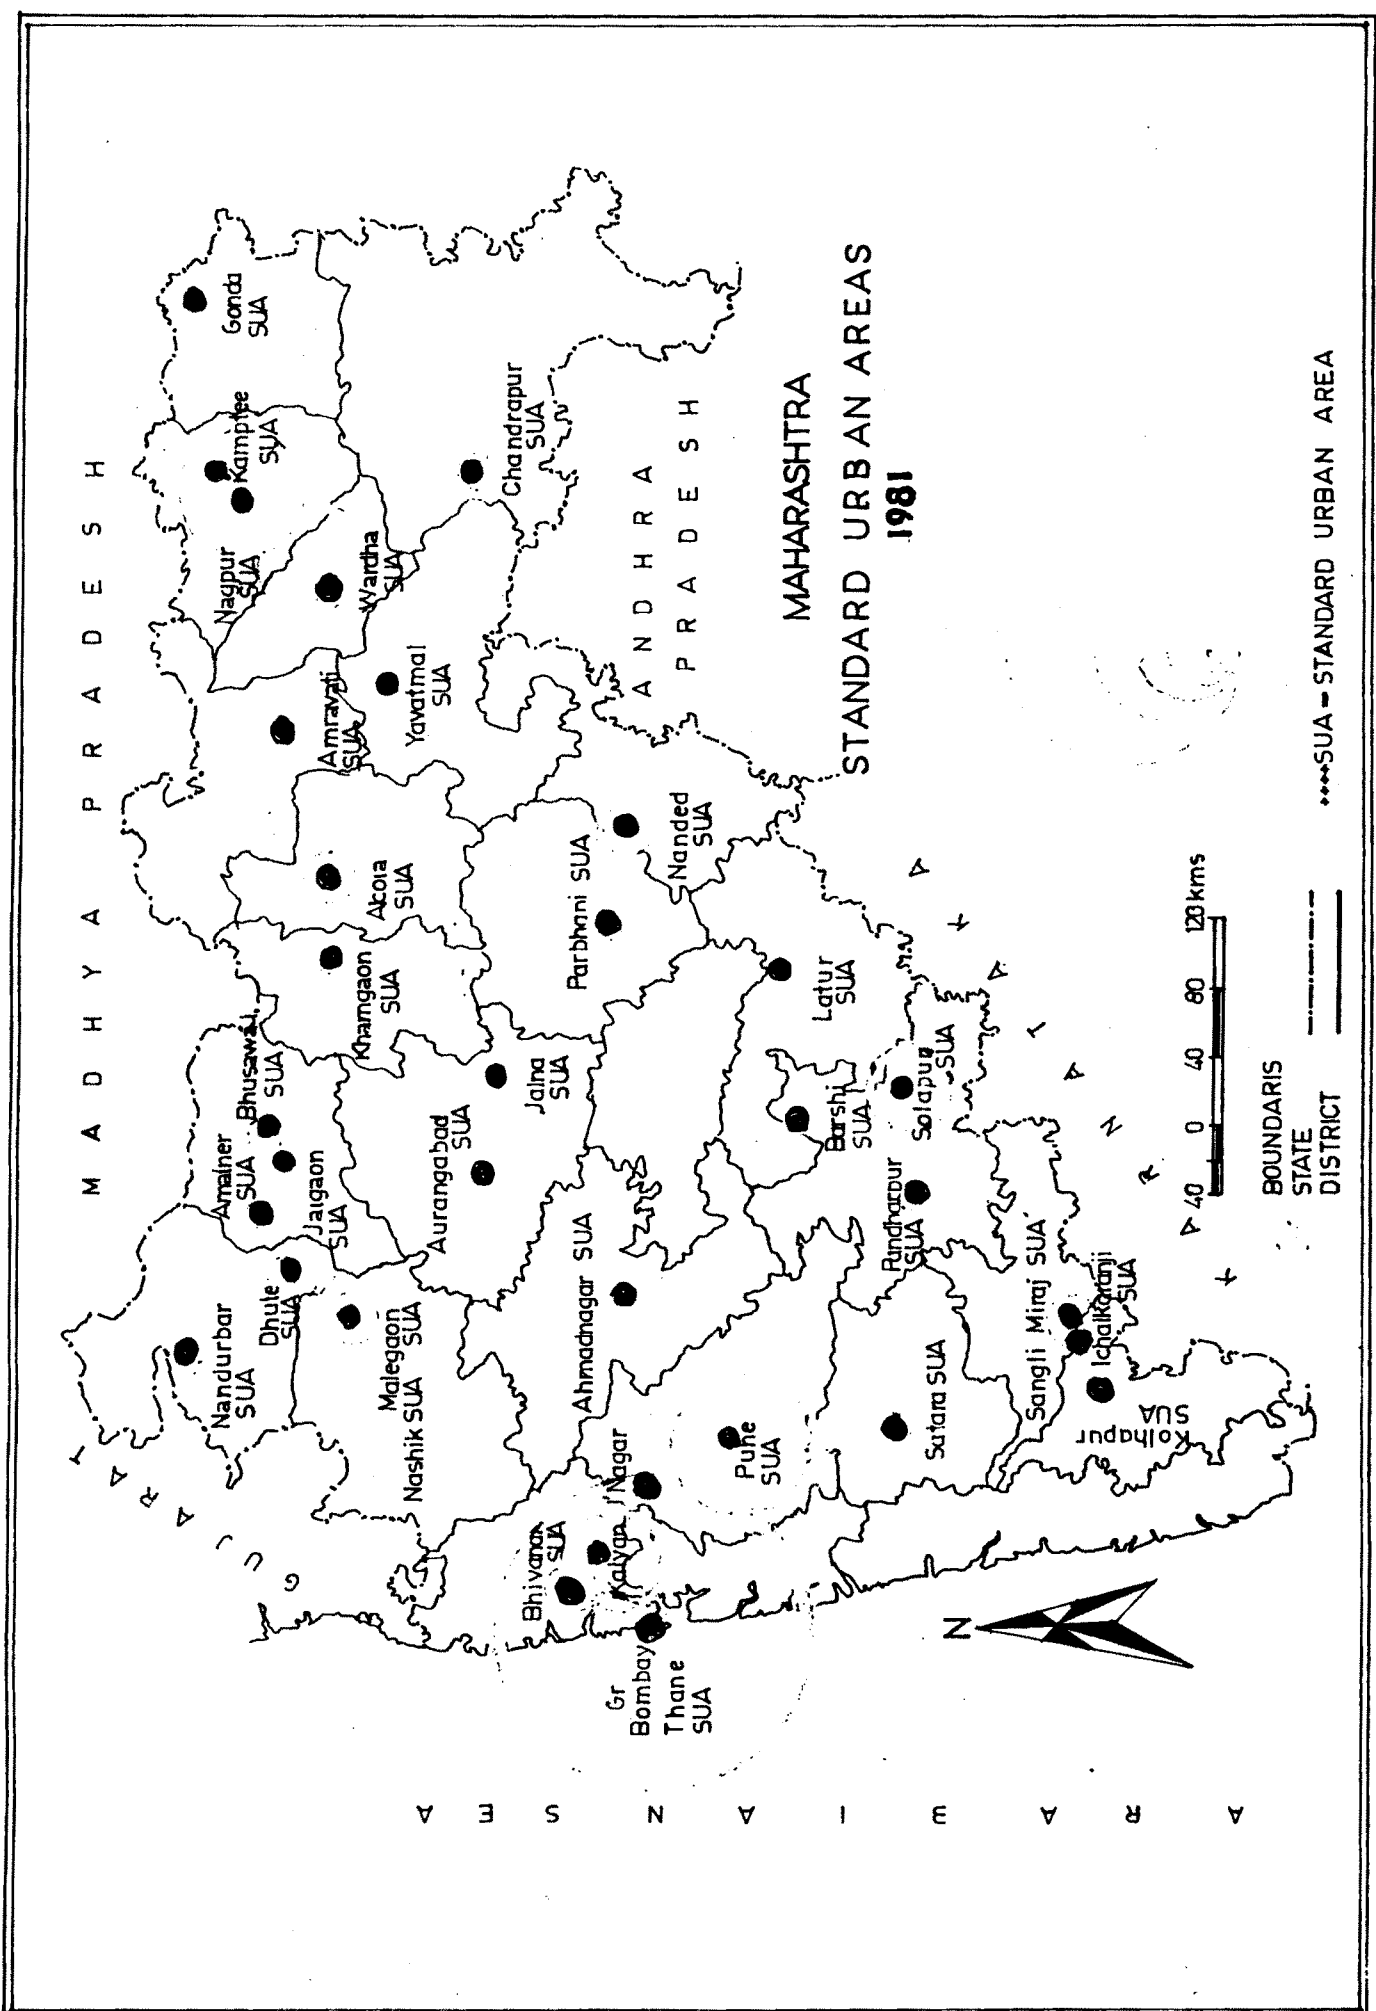 MADHYA PRADESH
GUJARAT
Nandurbar
SUA
Dhule
SUA
Amalner
SUA
Jalgaon
SUA
Bhusawal
SUA
Khamgaon
SUA
Akola
SUA
Amravati
SUA
Nagpur
SUA
Kamptee
SUA
Gonda
SUA
Wardha
SUA
Yavatmal
SUA
Chandrapur
SUA
Malegaon
SUA
Nashik SUA
Aurangabad
SUA
Jalna
SUA
Parbhani SUA
Nanded
SUA
ANDHRA
PRADESH
Bhivandi
SUA
Kalyan
J'Nagar
Ahmadnagar SUA
Gr
Bombay
Thane
SUA
Pune
SUA
Latur
SUA
Barshi
SUA
Solapur
SUA
Pandharpur
SUA
Satara SUA
Sangli Miraj SUA
Ichalkaranji
SUA
Kolhapur
SUA
KARNATAKA
ARABIAN SEA
N
MAHARASHTRA
STANDARD URBAN AREAS
1981
40 0 40 80 120 kms
BOUNDARIS
STATE
DISTRICT
SUA - STANDARD URBAN AREA